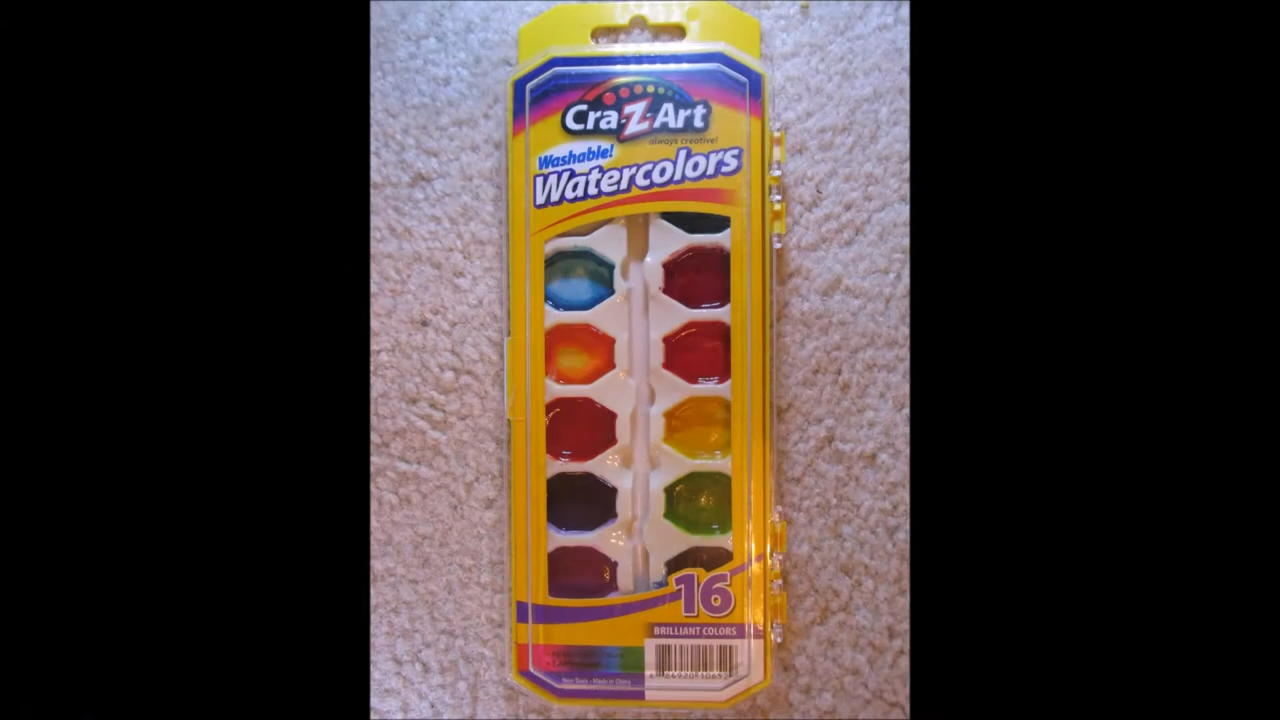 Cra-Z-Art
always creative!
Washable!
Watercolors
16
BRILLIANT COLORS
Non Toxic • Made in China